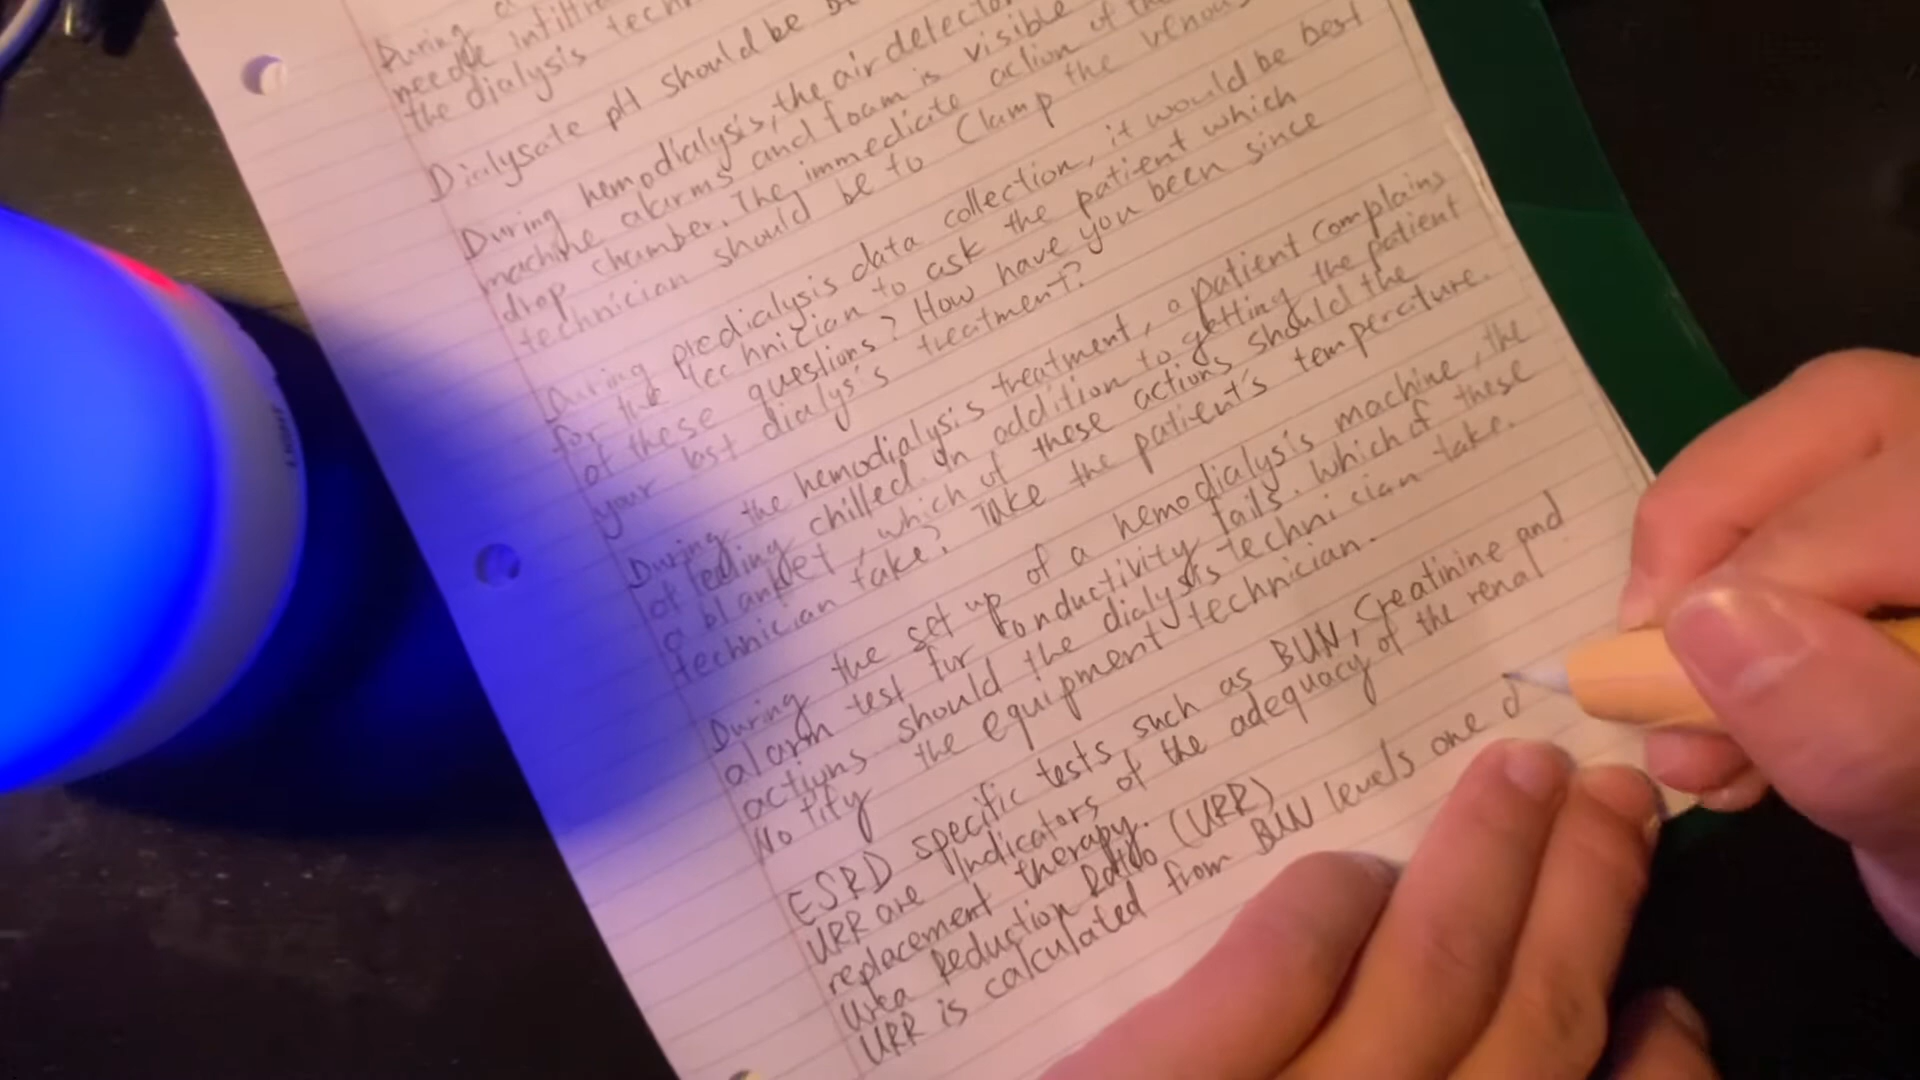 During a
needle infiltra
the dialysis techn
Dialysate pH should be
During hemodialysis, the air detector
machine alarms and foam is visible
drop chamber. The immediate action of the
technician should be to Clamp the venous
During predialysis data collection, it would be best
for the technician to ask the patient which
of these questions? How have you been since
your last dialysis treatment?
During the hemodialysis treatment, a patient complains
of feeling chilled. In addition to getting the patient
a blanket, which of these actions should the
technician take? Take the patient's temperature.
During the set up of a hemodialysis machine, the
alarm test for conductivity fails. Which of these
actions should the dialysis technician take.
Notify the equipment technician.
ESRD specific tests such as BUN, Creatinine and
URR are Indicators of the adequacy of the renal
replacement therapy.
Urea Reduction Ratio (URR)
URR is calculated from BUN levels one d